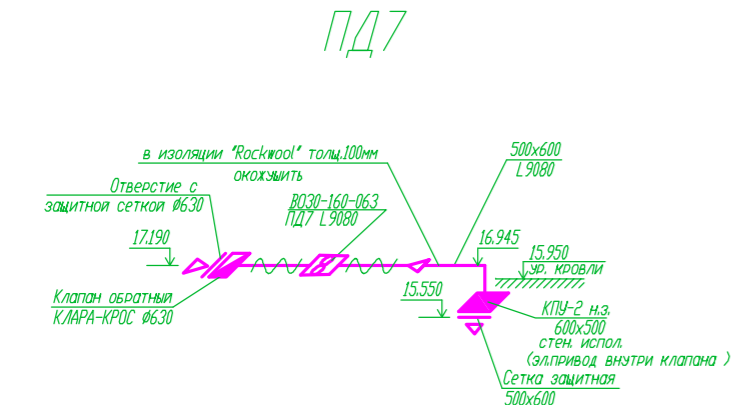 ПД7
в изоляции "Rockwool" толщ.100мм
окожушить
500x600
L9080
Отверстие с
защитной сеткой Ø630
ВО30-160-063
ПД7 L9080
17.190
16.945
15.950
ур. кровли
15.550
Клапан обратный
КЛАРА-КРОС Ø630
КПУ-2 н.з.
600x500
стен. испол.
(эл.привод внутри клапана )
Сетка защитная
500x600